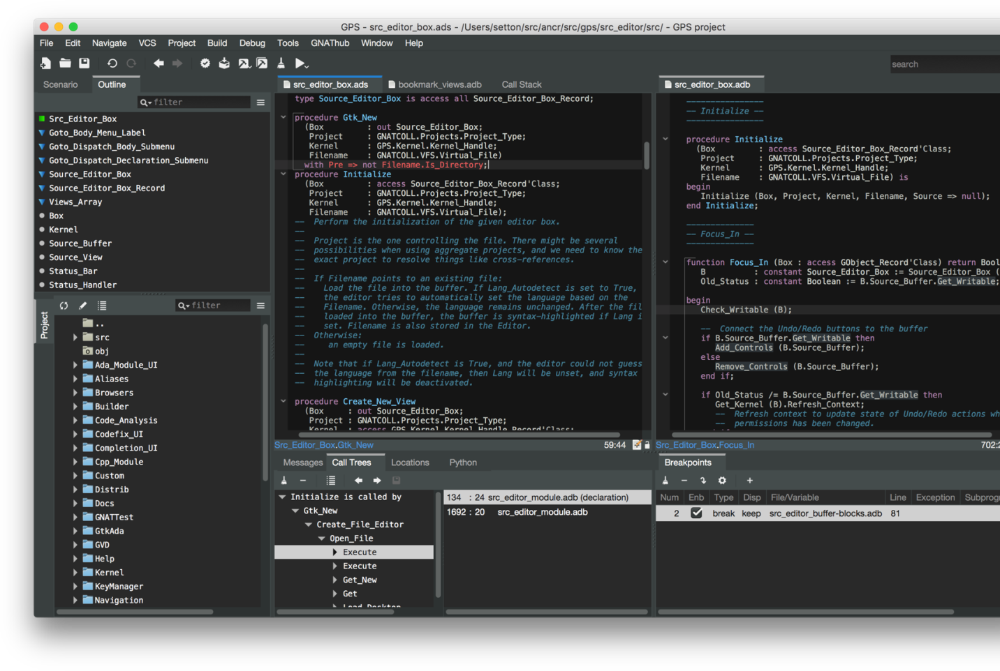 GPS - src_editor_box.ads - /Users/setton/src/ancr/src/gps/src_editor/src/ - GPS project
File Edit Navigate VCS Project Build Debug Tools GNAThub Window Help
search
Scenario Outline
filter
Src_Editor_Box
Goto_Body_Menu_Label
Goto_Dispatch_Body_Submenu
Goto_Dispatch_Declaration_Submenu
Source_Editor_Box
Source_Editor_Box_Record
Views_Array
Box
Kernel
Source_Buffer
Source_View
Status_Bar
Status_Handler
Project
filter
..
src
obj
Ada_Module_UI
Aliases
Browsers
Builder
Code_Analysis
Codefix_UI
Completion_UI
Cpp_Module
Custom
Distrib
Docs
GNATTest
GtkAda
GVD
Help
Kernel
KeyManager
Navigation
src_editor_box.ads bookmark_views.adb Call Stack
type Source_Editor_Box is access all Source_Editor_Box_Record;
procedure Gtk_New
(Box : out Source_Editor_Box;
Project : GNATCOLL.Projects.Project_Type;
Kernel : GPS.Kernel.Kernel_Handle;
Filename : GNATCOLL.VFS.Virtual_File)
with Pre => not Filename.Is_Directory;
procedure Initialize
(Box : access Source_Editor_Box_Record'Class;
Project : GNATCOLL.Projects.Project_Type;
Kernel : GPS.Kernel.Kernel_Handle;
Filename : GNATCOLL.VFS.Virtual_File);
-- Perform the initialization of the given editor box.
--
-- Project is the one controlling the file. There might be several
-- possibilities when using aggregate projects, and we need to know the
-- exact project to resolve things like cross-references.
--
-- If Filename points to an existing file:
-- Load the file into the buffer. If Lang_Autodetect is set to True,
-- the editor tries to automatically set the language based on the
-- Filename. Otherwise, the language remains unchanged. After the fil
-- loaded into the buffer, the buffer is syntax-highlighted if Lang i
-- set. Filename is also stored in the Editor.
-- Otherwise:
-- an empty file is loaded.
--
-- Note that if Lang_Autodetect is True, and the editor could not guess
-- the language from the filename, then Lang will be unset, and syntax
-- highlighting will be deactivated.
procedure Create_New_View
(Box : out Source_Editor_Box;
Project : GNATCOLL.Projects.Project_Type;
Kernel : access GPS.Kernel.Kernel_Handle_Record'Class;
Src_Editor_Box.Gtk_New 59:44
src_editor_box.adb
----------------
-- Initialize --
----------------
procedure Initialize
(Box : access Source_Editor_Box_Record'Class;
Project : GNATCOLL.Projects.Project_Type;
Kernel : GPS.Kernel.Kernel_Handle;
Filename : GNATCOLL.VFS.Virtual_File) is
begin
Initialize (Box, Project, Kernel, Filename, Source => null);
end Initialize;
--------------
-- Focus_In --
--------------
function Focus_In (Box : access GObject_Record'Class) return Bool
B : constant Source_Editor_Box := Source_Editor_Box (
Old_Status : constant Boolean := B.Source_Buffer.Get_Writable;
begin
Check_Writable (B);
-- Connect the Undo/Redo buttons to the buffer
if B.Source_Buffer.Get_Writable then
Add_Controls (B.Source_Buffer);
else
Remove_Controls (B.Source_Buffer);
end if;
if Old_Status /= B.Source_Buffer.Get_Writable then
Get_Kernel (B).Refresh_Context;
-- Refresh context to update state of Undo/Redo actions wh
-- permissions has been changed.
Src_Editor_Box.Focus_In 702:2
Messages Call Trees Locations Python
Initialize is called by
Gtk_New
Create_File_Editor
Open_File
Execute
Execute
Get_New
Get
Load_Desktop
134 : 24 src_editor_module.adb (declaration)
1692 : 20 src_editor_module.adb
Breakpoints
Num Enb Type Disp File/Variable Line Exception Subprog
2 break keep src_editor_buffer-blocks.adb 81